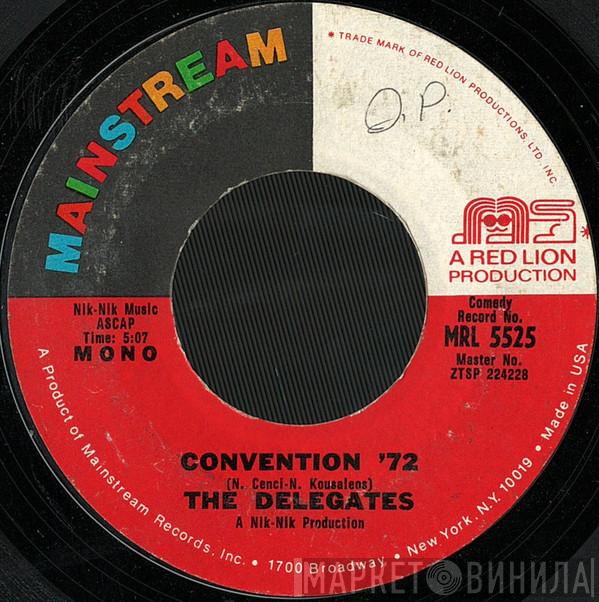 MAINSTREAM
* TRADE MARK OF RED LION PRODUCTIONS, LTD., INC.
O.P.
MS *
A RED LION
PRODUCTION
Nik-Nik Music
ASCAP
Time: 5:07
MONO
Comedy
Record No.
MRL 5525
Master No.
ZTSP 224228
CONVENTION '72
(N. Cenci-N. Kousaleos)
THE DELEGATES
A Nik-Nik Production
A Product of Mainstream Records, Inc. • 1700 Broadway • New York, N.Y. 10019 • Made in USA
МАРКЕТ ВИНИЛА